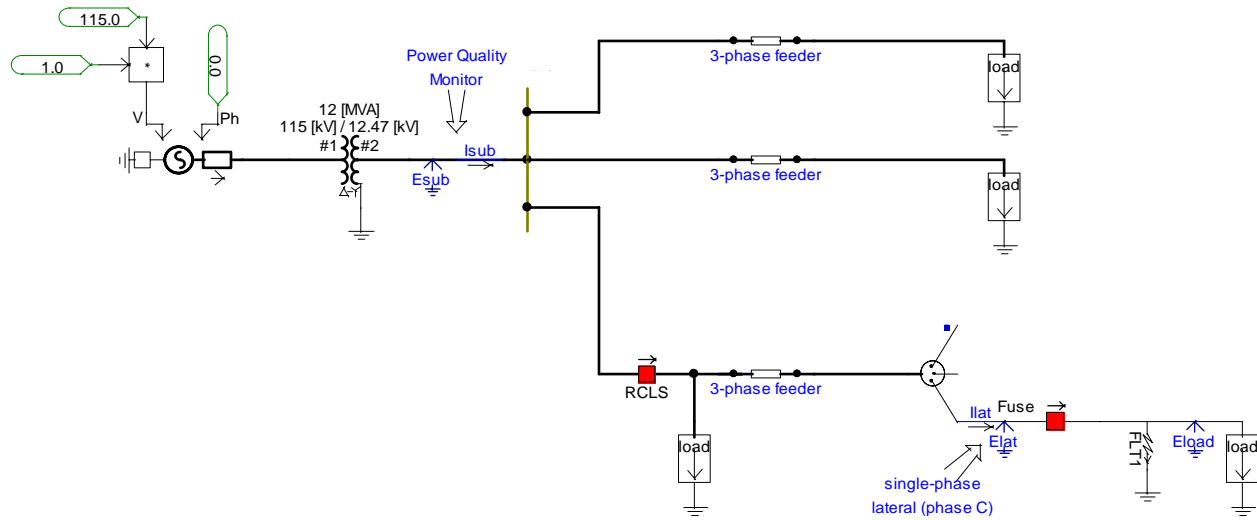 115.0
1.0
*
0.0
V
Ph
12 [MVA]
115 [kV] / 12.47 [kV]
#1
#2
Power Quality
Monitor
Isub
Esub
3-phase feeder
load
3-phase feeder
load
RCLS
3-phase feeder
load
Ilat
Fuse
Elat
FLT1
Eload
load
single-phase
lateral (phase C)